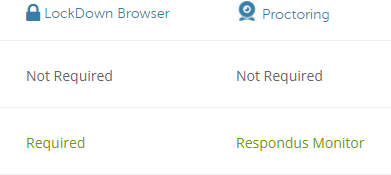 LockDown Browser Proctoring
Not Required Not Required
Required Respondus Monitor